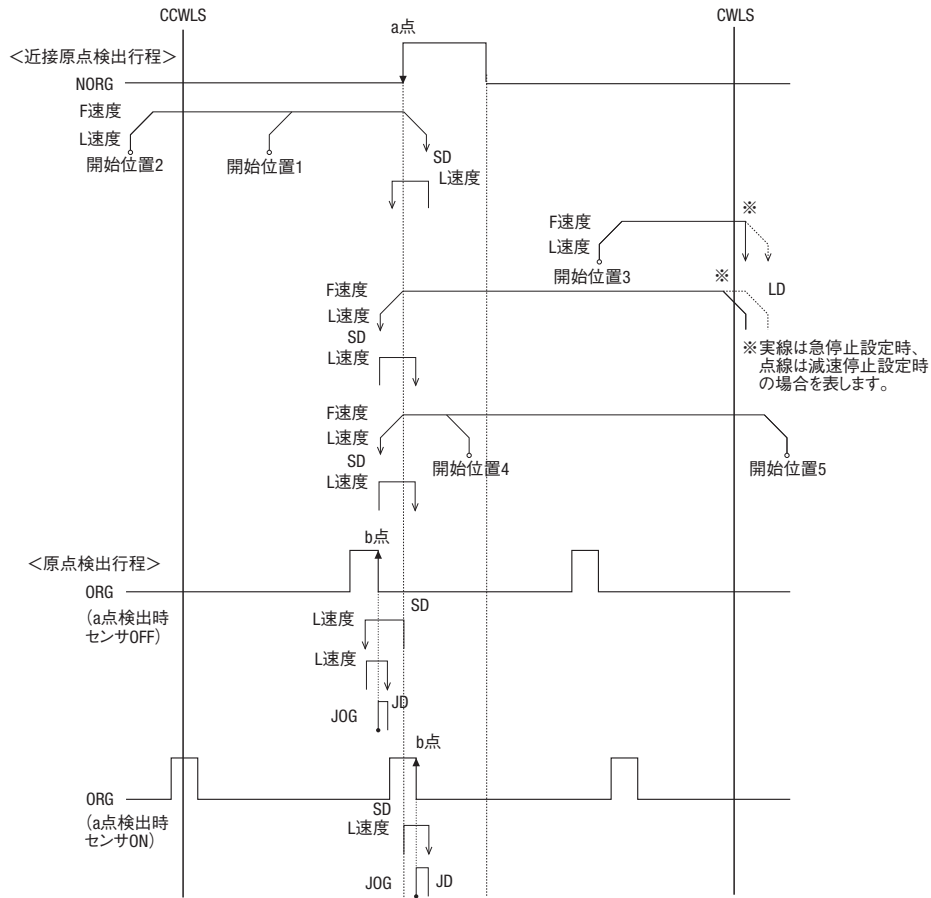 CCWLS
CWLS
a点
＜近接原点検出行程＞
NORG
F速度
L速度
開始位置2
開始位置1
SD
L速度
F速度
L速度
開始位置3
※
F速度
L速度
SD
L速度
※
LD
※実線は急停止設定時、
点線は減速停止設定時
の場合を表します。
F速度
L速度
SD
L速度
開始位置4
開始位置5
b点
＜原点検出行程＞
ORG
(a点検出時
センサOFF)
SD
L速度
L速度
JD
JOG
b点
ORG
(a点検出時
センサON)
SD
L速度
JOG
JD